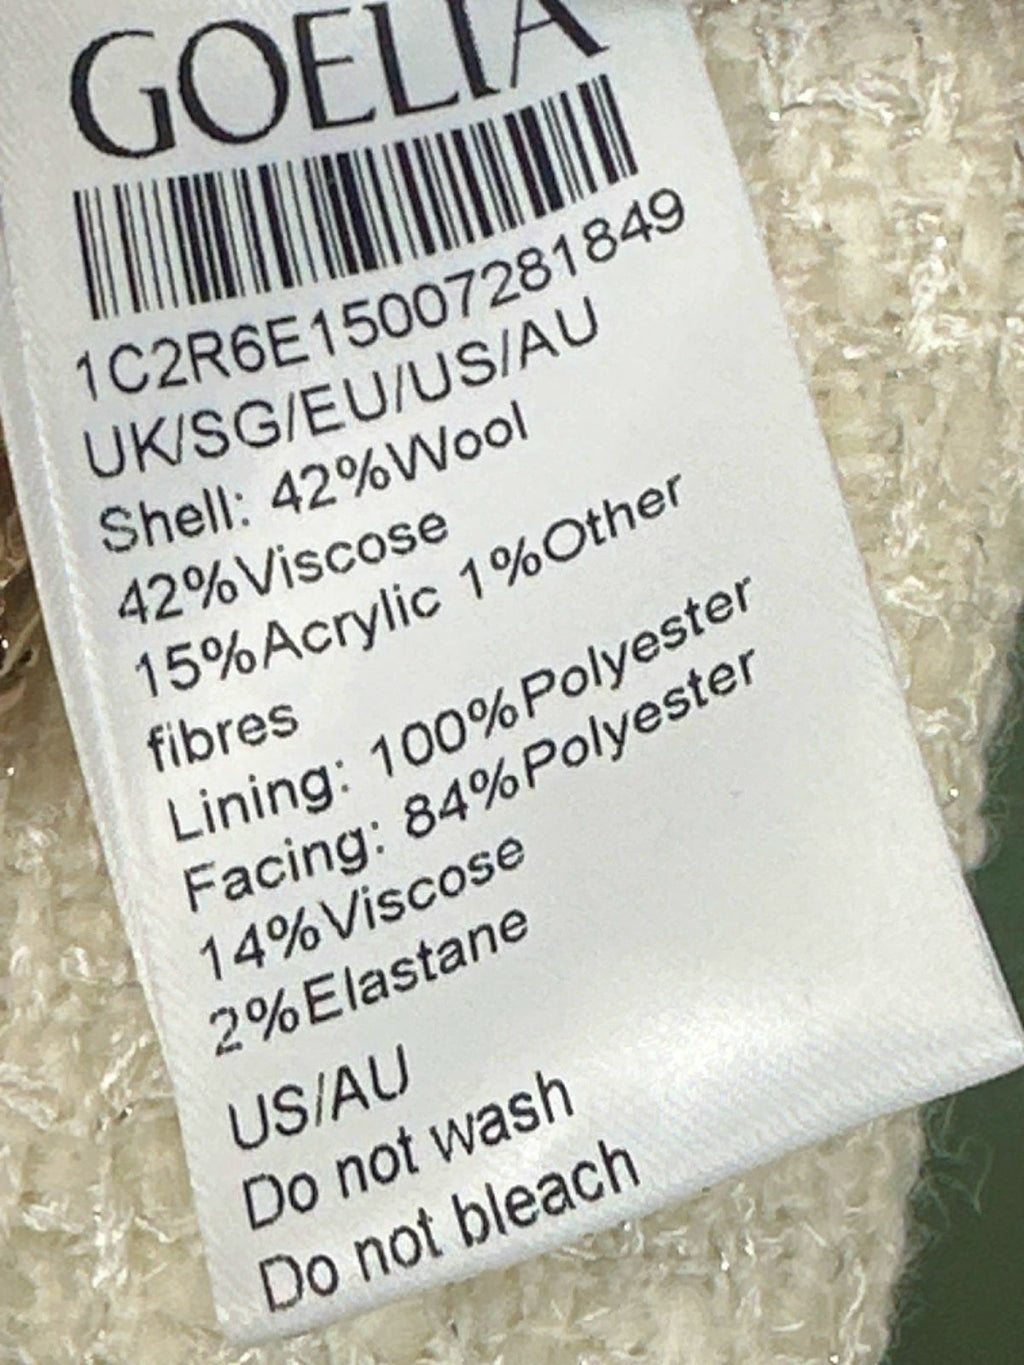 GOELIA
1C2R6E15007281849
UK/SG/EU/US/AU
Shell: 42%Wool
42%Viscose
15%Acrylic 1%Other
fibres
Lining: 100%Polyester
Facing: 84%Polyester
14%Viscose
2%Elastane
US/AU
Do not wash
Do not bleach